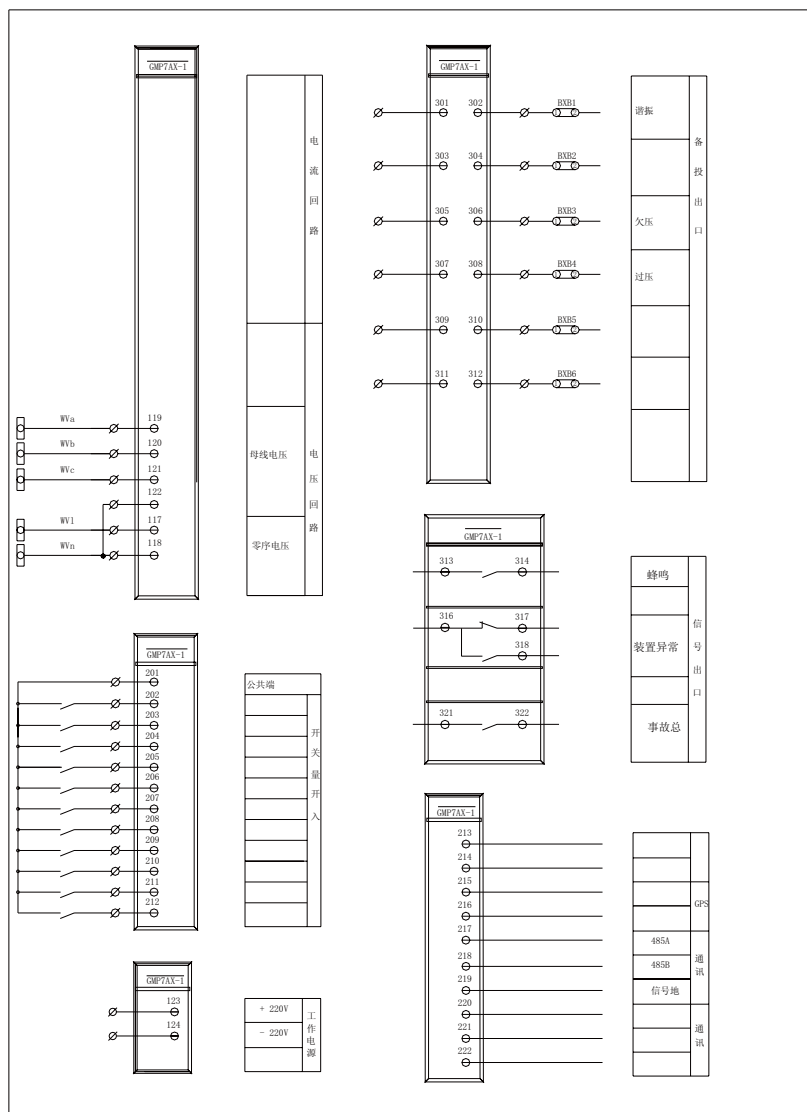 GMP7AX-1
电流回路
WVa 119
WVb 120
母线电压
WVc 121
122
WVl 117
零序电压
WVn 118
电压回路
GMP7AX-1
301 302 BXB1 谐振
303 304 BXB2
305 306 BXB3 欠压
307 308 BXB4 过压
309 310 BXB5
311 312 BXB6
备投出口
GMP7AX-1
313 314 蜂鸣
316 317 装置异常
318
321 322 事故总
信号出口
GMP7AX-1
201 公共端
202
203
204
205
206
207
208
209
210
211
212
开关量开入
GMP7AX-1
213
214
215
216
GPS
217 485A
218 485B
219 信号地
通讯
220
221
222
通讯
GMP7AX-1
123 + 220V
124 - 220V
工作电源